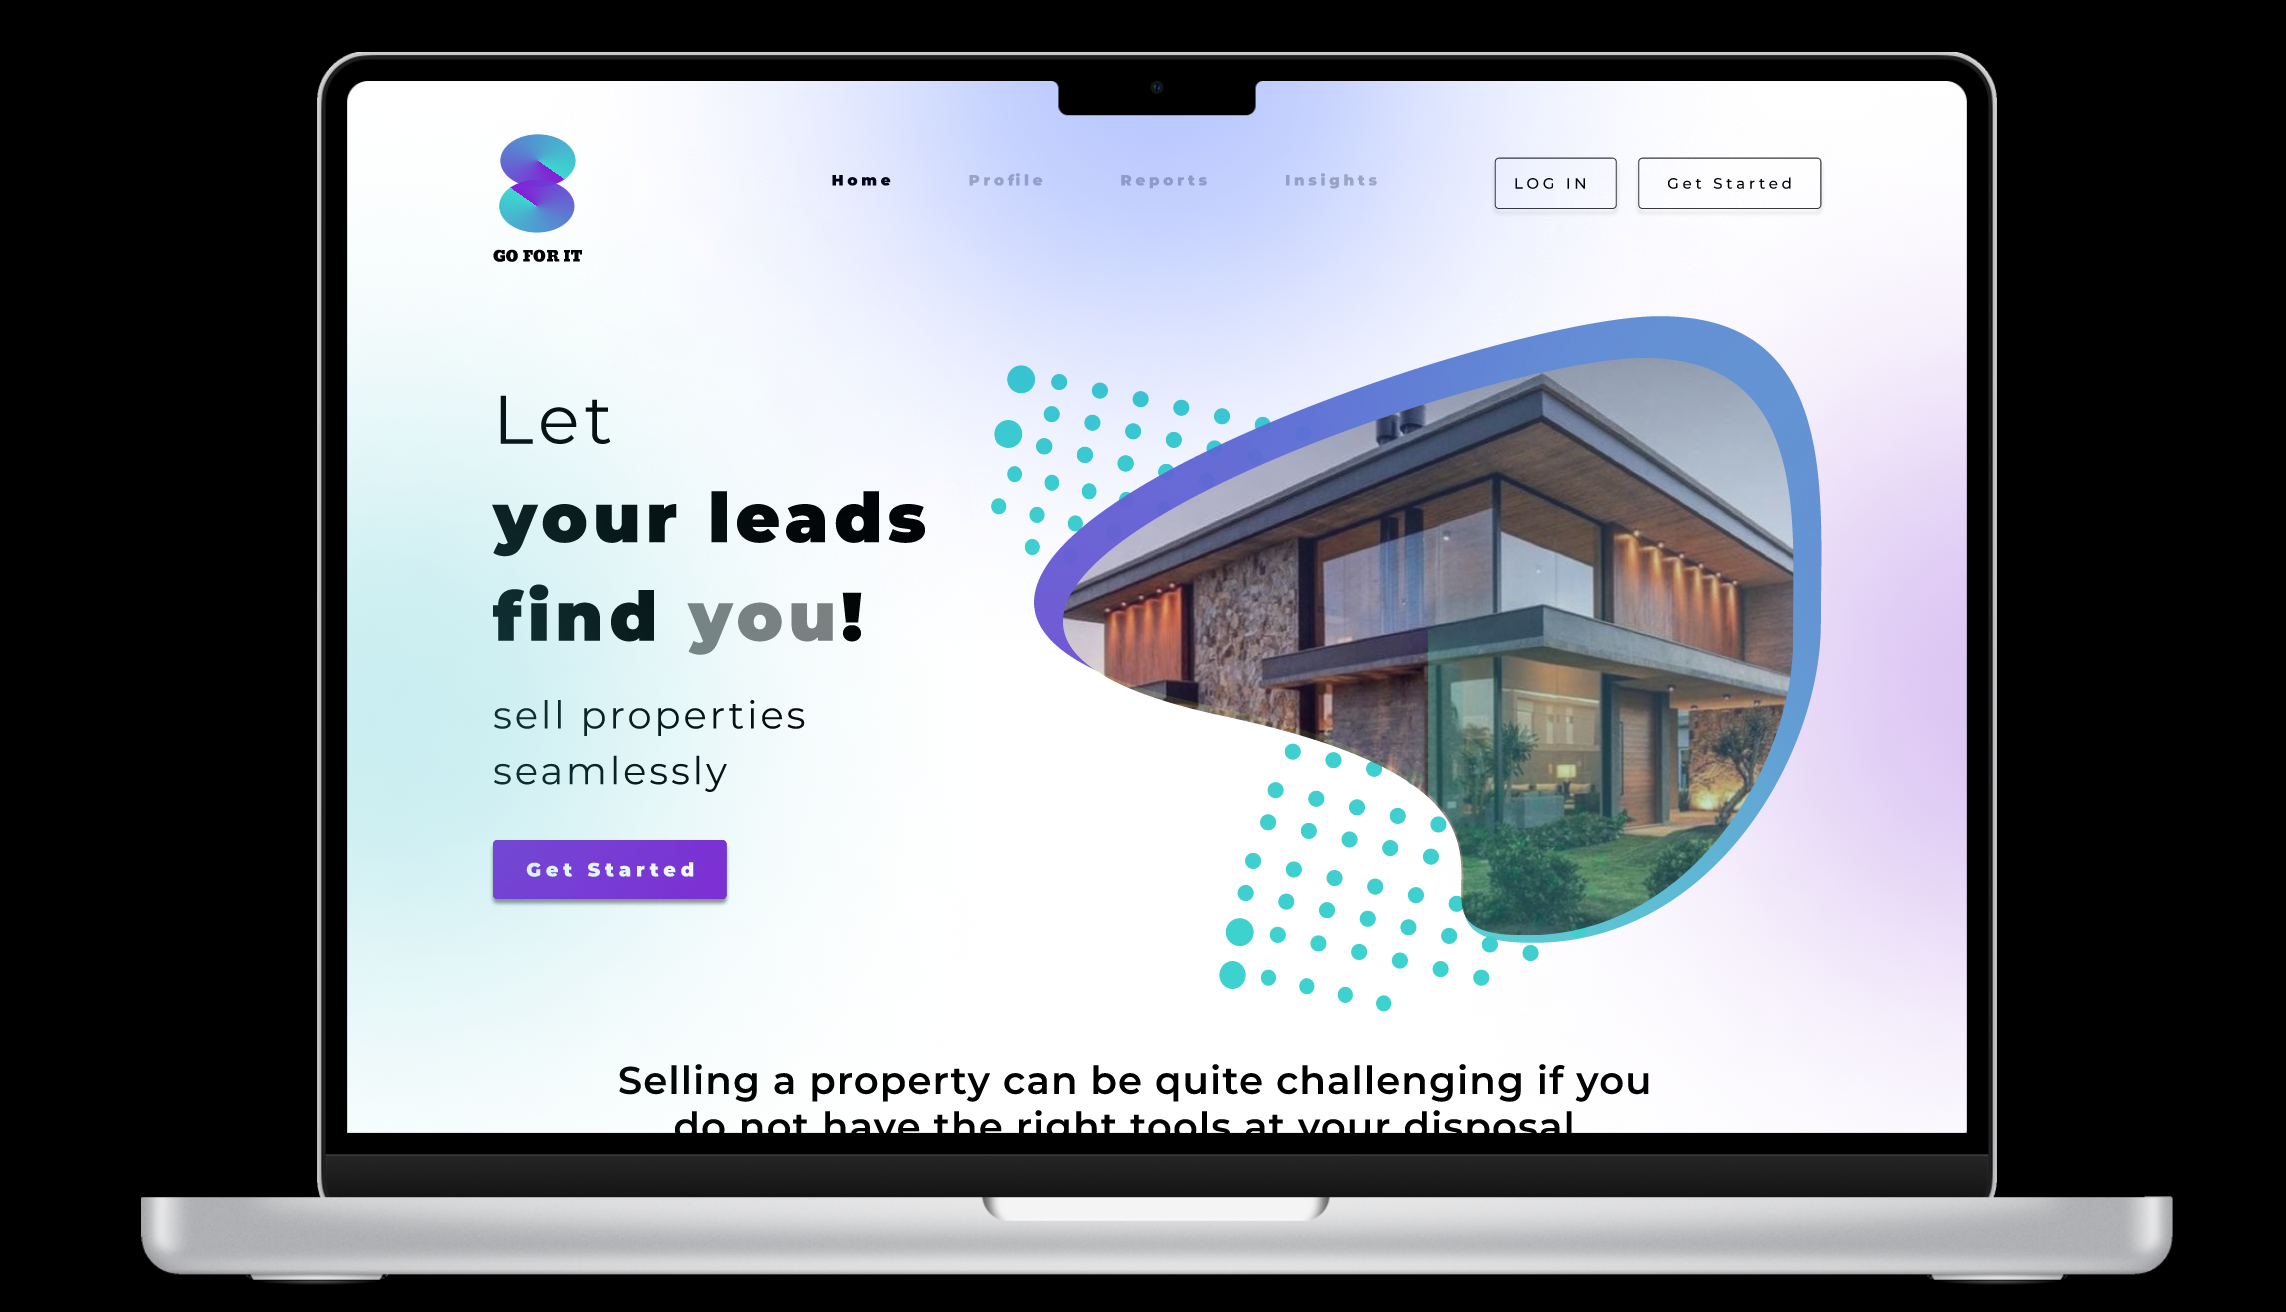 GO FOR IT
Home Profile Reports Insights
LOG IN Get Started
Let
your leads
find you!
sell properties
seamlessly
Get Started
Selling a property can be quite challenging if you
do not have the right tools at your disposal